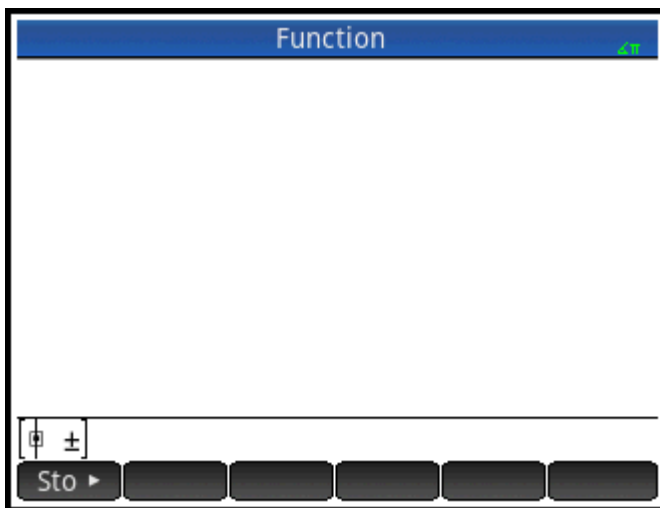 Function
∡π
[⊡ ±]
Sto ▸